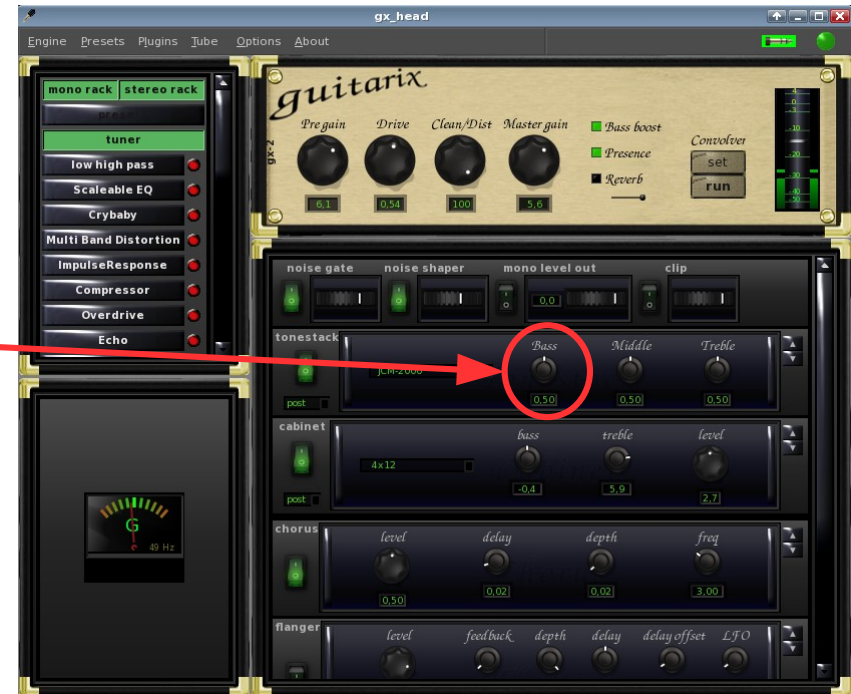 gx_head
Engine Presets Plugins Tube Options About
mono rack stereo rack
tuner
low high pass
Scaleable EQ
Crybaby
Multi Band Distortion
ImpulseResponse
Compressor
Overdrive
Echo
G
49 Hz
guitarix
gx-2
Pregain Drive Clean/Dist Master gain
6,1 0,54 100 5,6
Bass boost
Presence
Reverb
Convolver
set
run
noise gate noise shaper mono level out clip
0,0
tonestack
JCM-2000
post
Bass Middle Treble
0,50 0,50 0,50
cabinet
4x12
post
bass treble level
-0,4 5,9 2,7
chorus
level delay depth freq
0,50 0,02 0,02 3,00
flanger
level feedback depth delay delay offset LFO